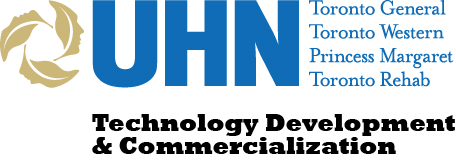 UHN
Toronto General
Toronto Western
Princess Margaret
Toronto Rehab
Technology Development
& Commercialization